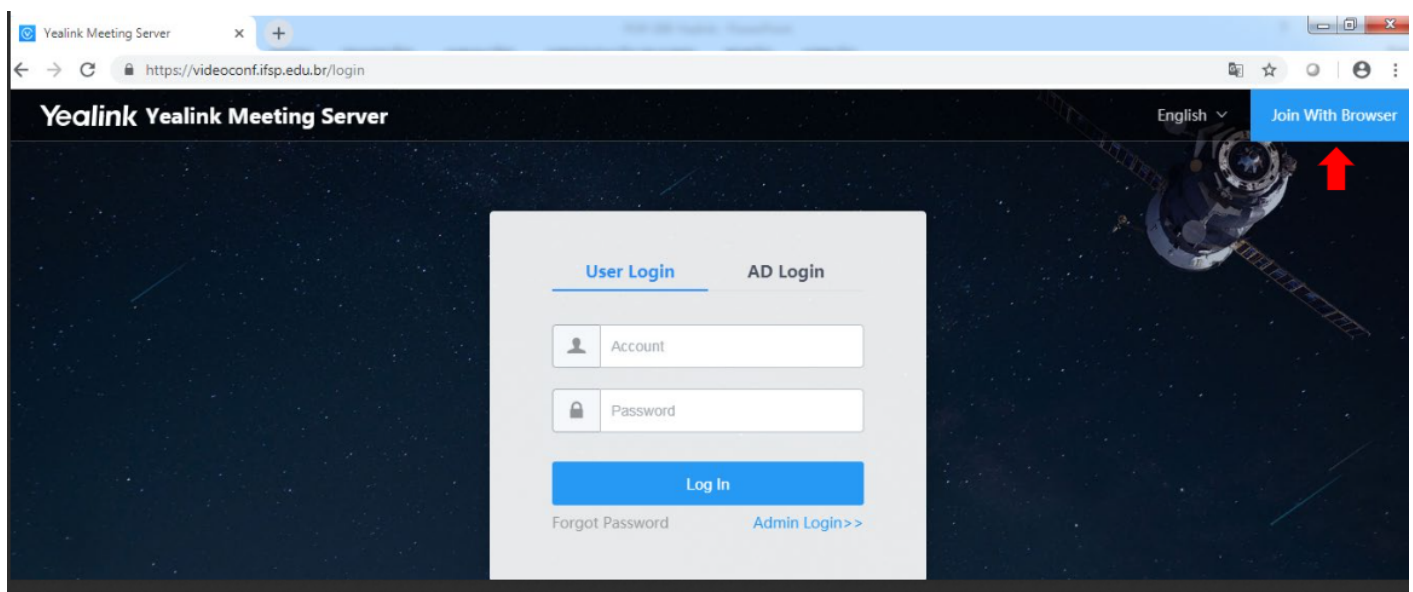 Yealink Meeting Server
https://videoconf.ifsp.edu.br/login
Yealink Yealink Meeting Server English Join With Browser
User Login AD Login
Account
Password
Log In
Forgot Password Admin Login>>